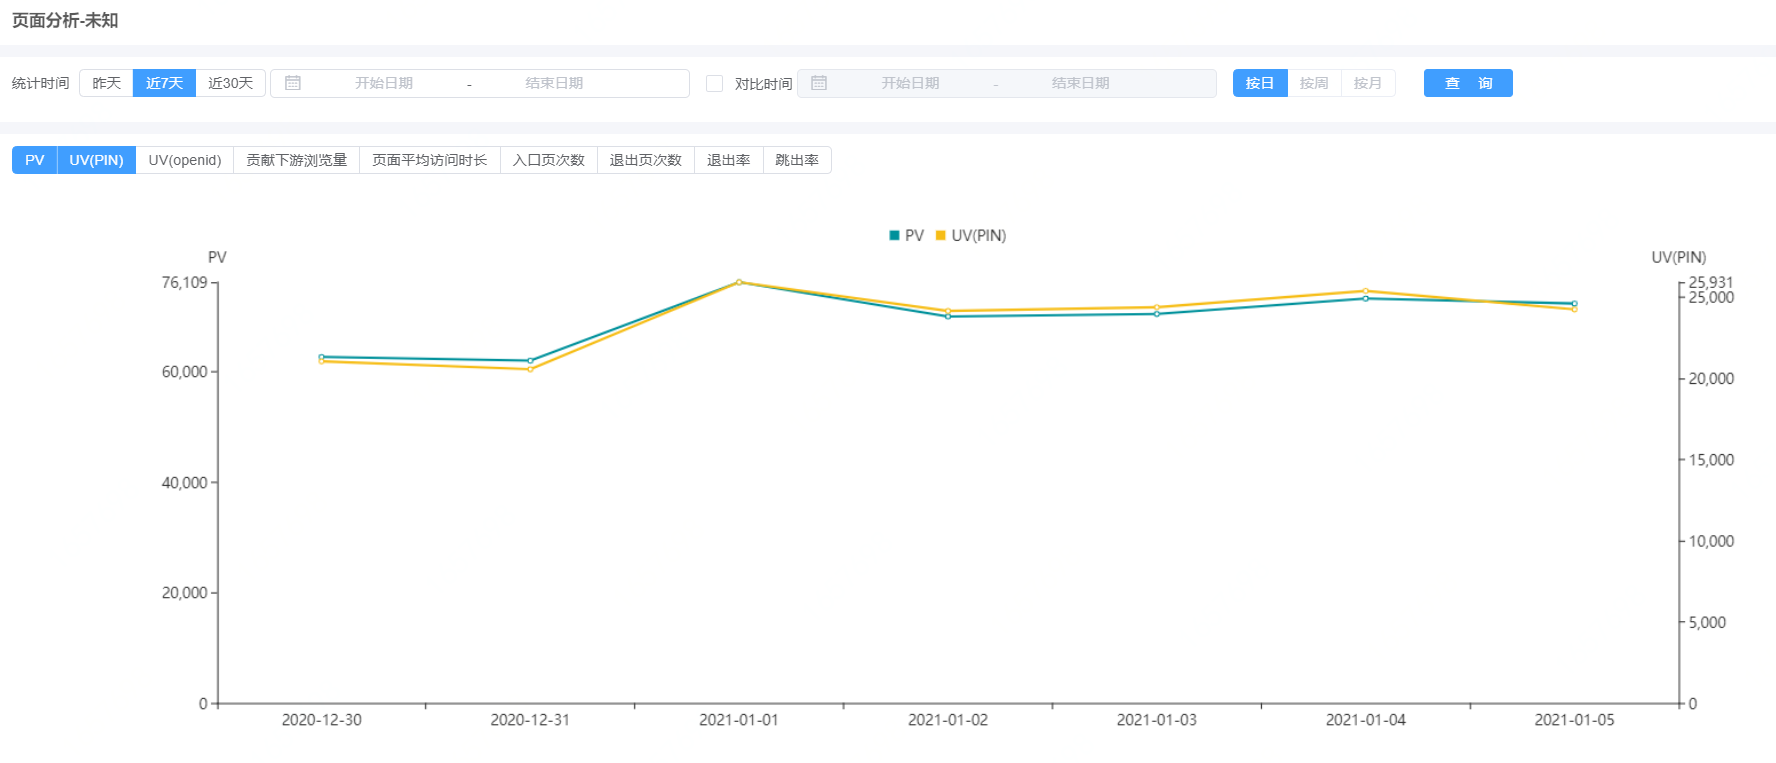 页面分析-未知
统计时间 昨天 近7天 近30天 开始日期 - 结束日期 对比时间 开始日期 - 结束日期 按日 按周 按月 查 询
PV UV(PIN) UV(openid) 贡献下游浏览量 页面平均访问时长 入口页次数 退出页次数 退出率 跳出率
PV UV(PIN)
PV UV(PIN)
76,109 25,931
25,000
60,000 20,000
40,000 15,000
10,000
20,000 5,000
0 0
2020-12-30 2020-12-31 2021-01-01 2021-01-02 2021-01-03 2021-01-04 2021-01-05